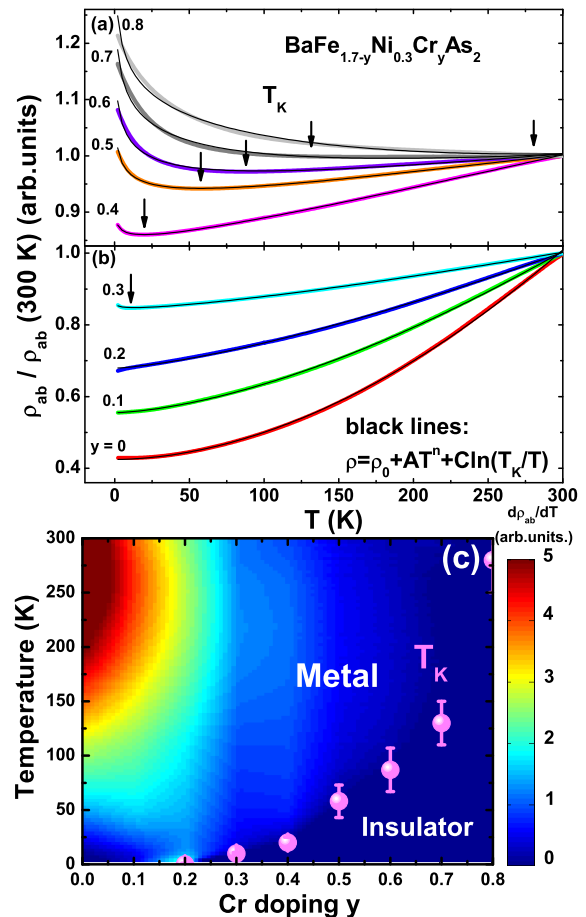 (a)
BaFe1.7-yNi0.3CryAs2
0.8
0.7
0.6
0.5
0.4
TK
1.2
1.1
1.0
0.9
(b)
0.3
0.2
0.1
y = 0
1.0
0.8
0.6
0.4
black lines:
ρ=ρ0+ATn+Cln(TK/T)
ρab / ρab (300 K) (arb.units)
0 50 100 150 200 250 300
T (K)
dρab/dT
(arb.units.)
(c)
300
250
200
150
100
50
0
Temperature (K)
Metal
TK
Insulator
0.0 0.1 0.2 0.3 0.4 0.5 0.6 0.7 0.8
Cr doping y
5
4
3
2
1
0